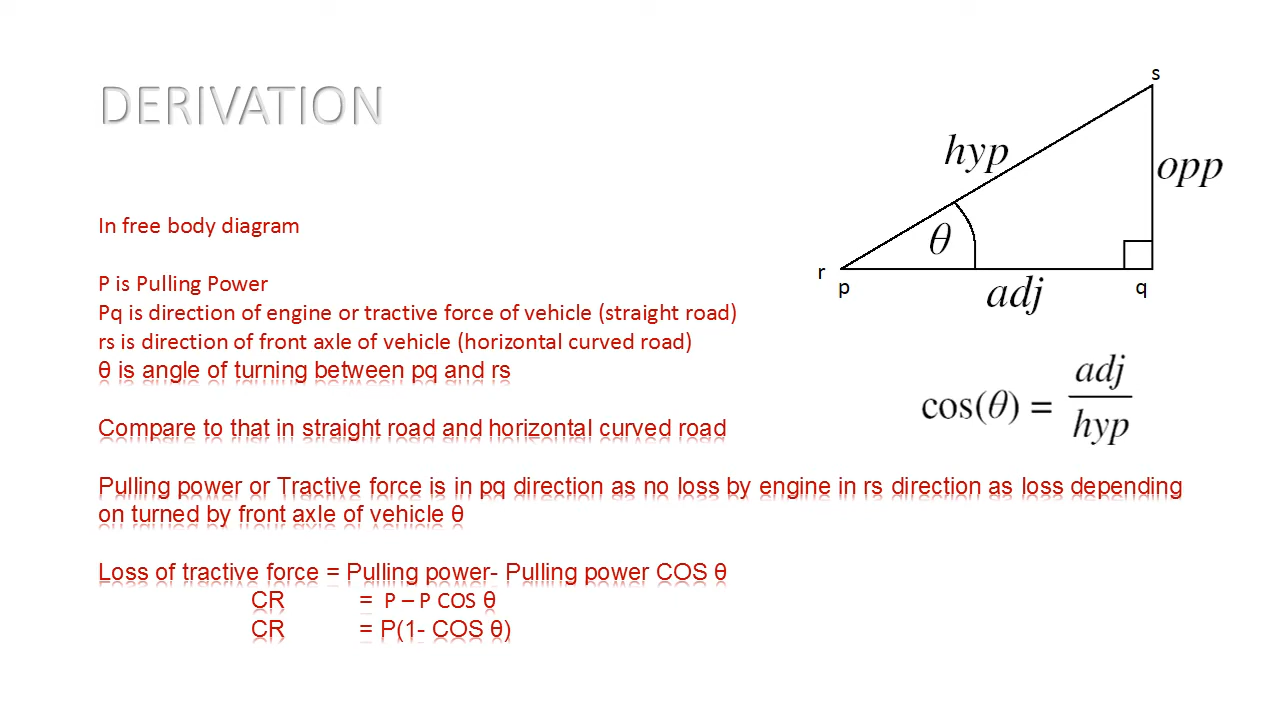 DERIVATION
In free body diagram
P is Pulling Power
Pq is direction of engine or tractive force of vehicle (straight road)
rs is direction of front axle of vehicle (horizontal curved road)
θ is angle of turning between pq and rs
Compare to that in straight road and horizontal curved road
Pulling power or Tractive force is in pq direction as no loss by engine in rs direction as loss depending
on turned by front axle of vehicle θ
Loss of tractive force = Pulling power- Pulling power COS θ
CR = P – P COS θ
CR = P(1- COS θ)
s
hyp
opp
θ
r
p
adj
q
cos(θ) = adj
hyp